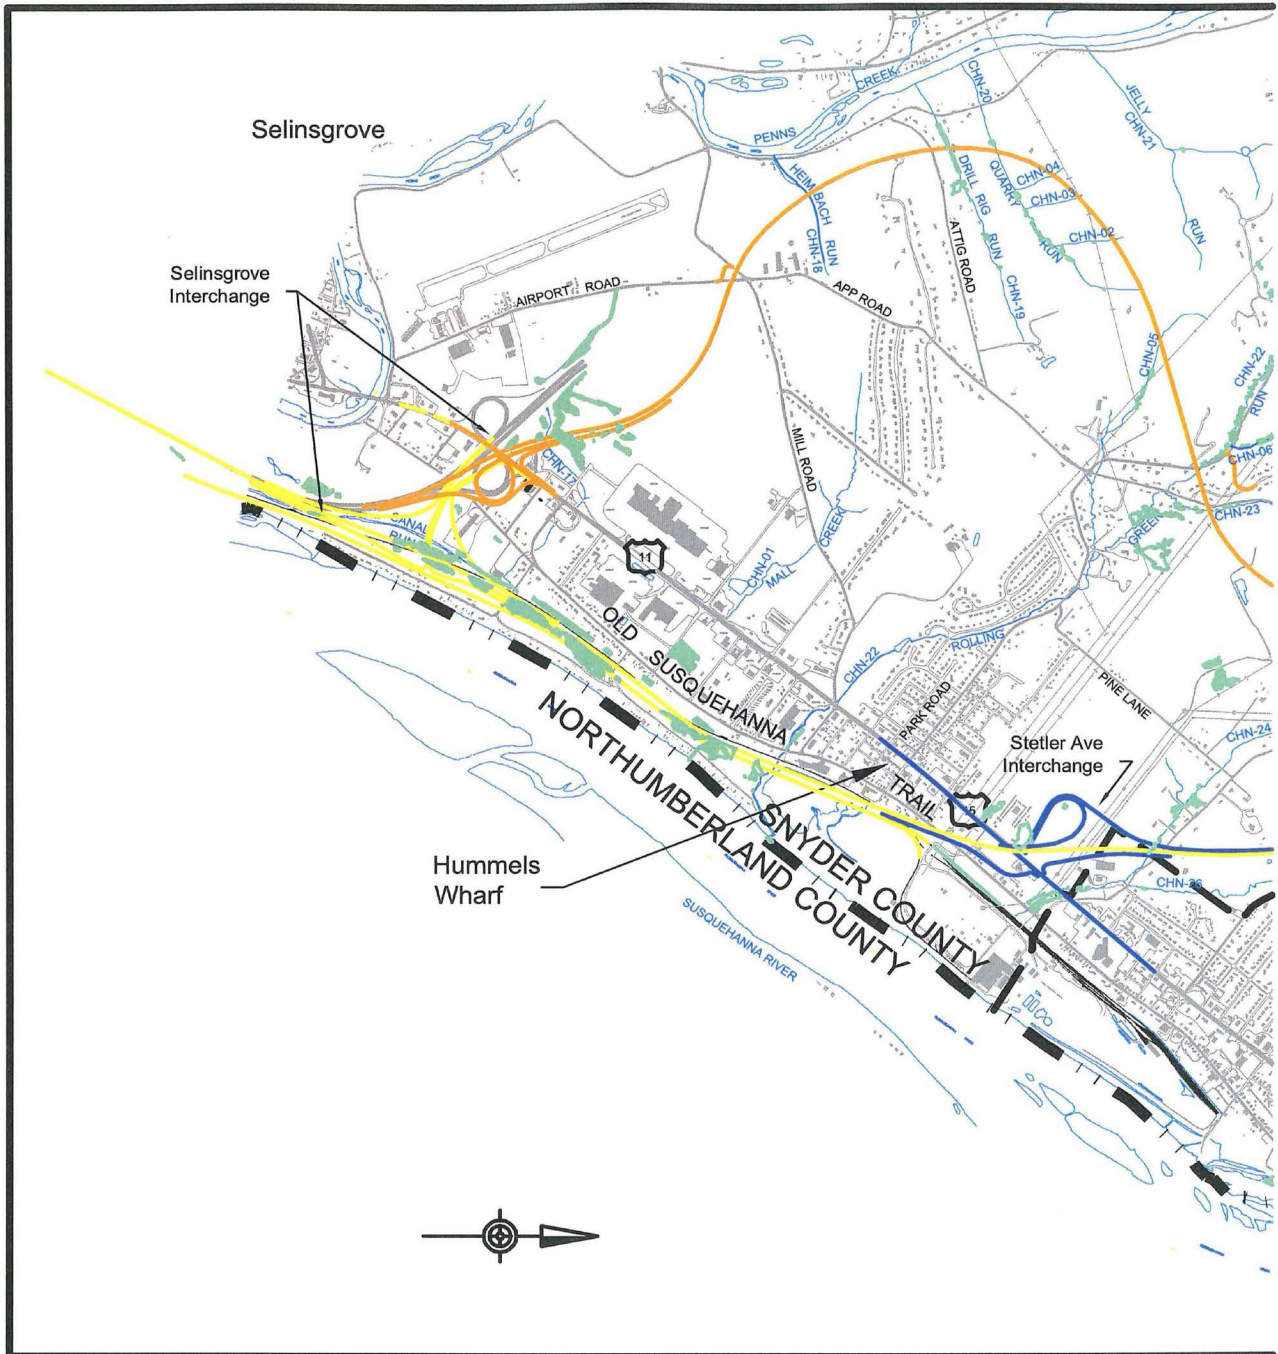 Selinsgrove
CREEK
CHN-20
PENNS
JELLY
CHN-21
RUN
HEIM BACH RUN
CHN-18
DRILL RIG RUN
CHN-19
QUARRY
RUN
CHN-04
CHN-03
CHN-02
ATTIG ROAD
Selinsgrove
Interchange
AIRPORT ROAD
APP ROAD
CHN-05
CHN-22
RUN
CHN-06
CHN-23
GREEN
MILL ROAD
CHN-17
CANAL
RUN
11
CHN-01
MALL
CREEK
OLD SUSQUEHANNA TRAIL
CHN-22
ROLLING
PARK ROAD
PINE LANE
CHN-24
Stetler Ave
Interchange
15
NORTHUMBERLAND COUNTY
SNYDER COUNTY
Hummels
Wharf
CHN-26
SUSQUEHANNA RIVER